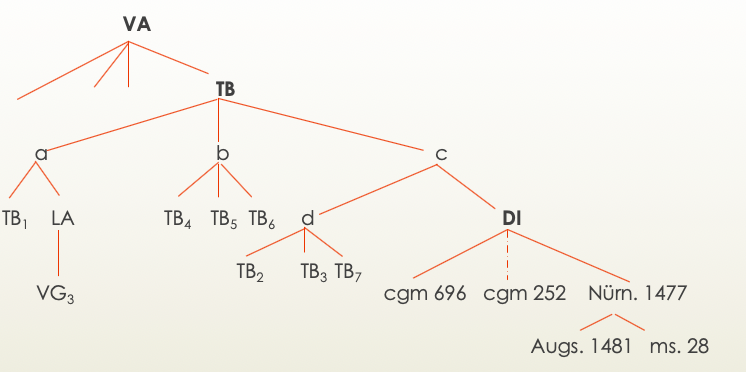 VA
TB
a b c
TB₁ LA TB₄ TB₅ TB₆ d DI
VG₃ TB₂ TB₃ TB₇ cgm 696 cgm 252 Nürn. 1477
Augs. 1481 ms. 28